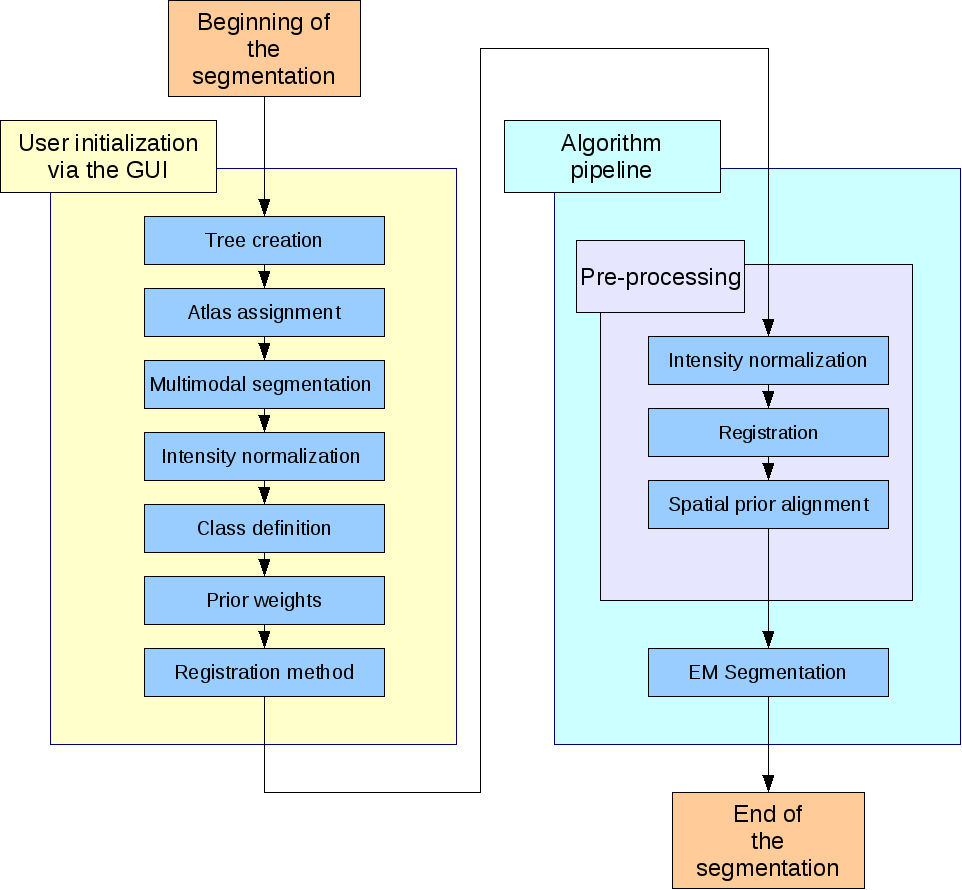 Beginning of
the
segmentation
User initialization
via the GUI
Tree creation
Atlas assignment
Multimodal segmentation
Intensity normalization
Class definition
Prior weights
Registration method
Algorithm
pipeline
Pre-processing
Intensity normalization
Registration
Spatial prior alignment
EM Segmentation
End of
the
segmentation